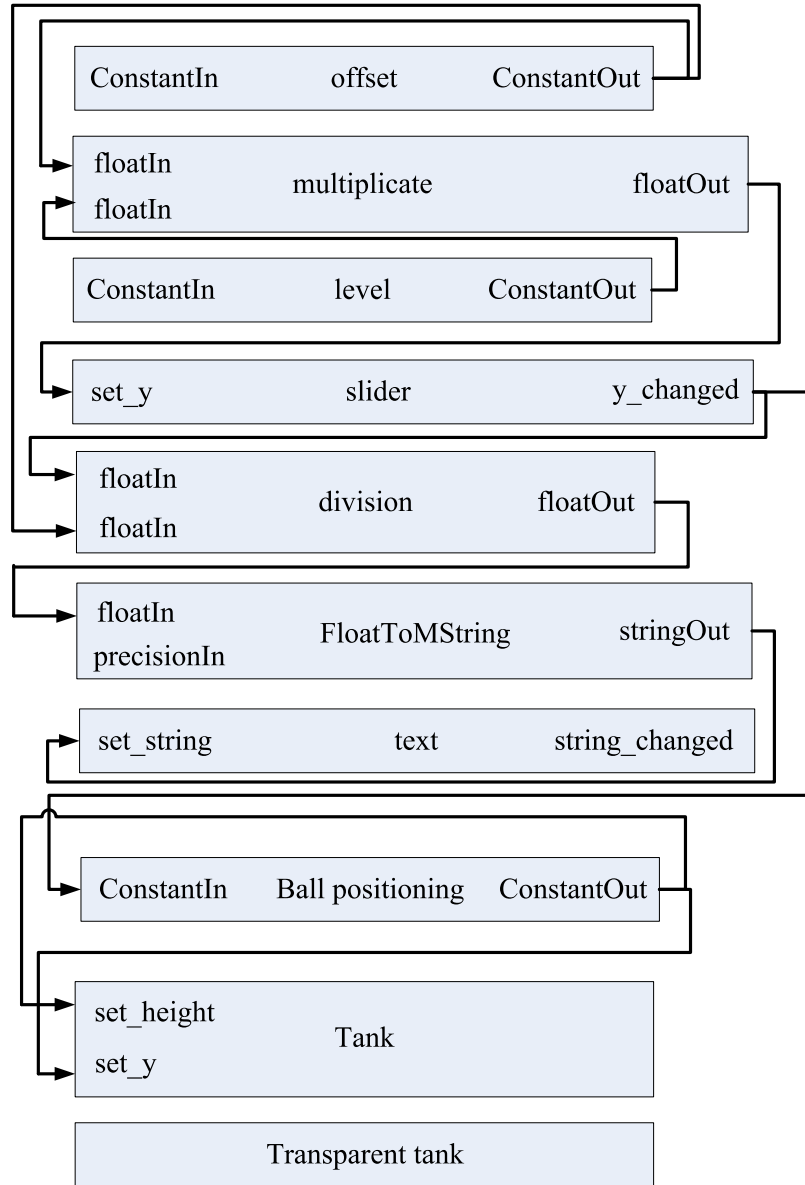 ConstantIn offset ConstantOut
floatIn
multiplicate floatOut
floatIn
ConstantIn level ConstantOut
set_y slider y_changed
floatIn
division floatOut
floatIn
floatIn
FloatToMString stringOut
precisionIn
set_string text string_changed
ConstantIn Ball positioning ConstantOut
set_height
Tank
set_y
Transparent tank